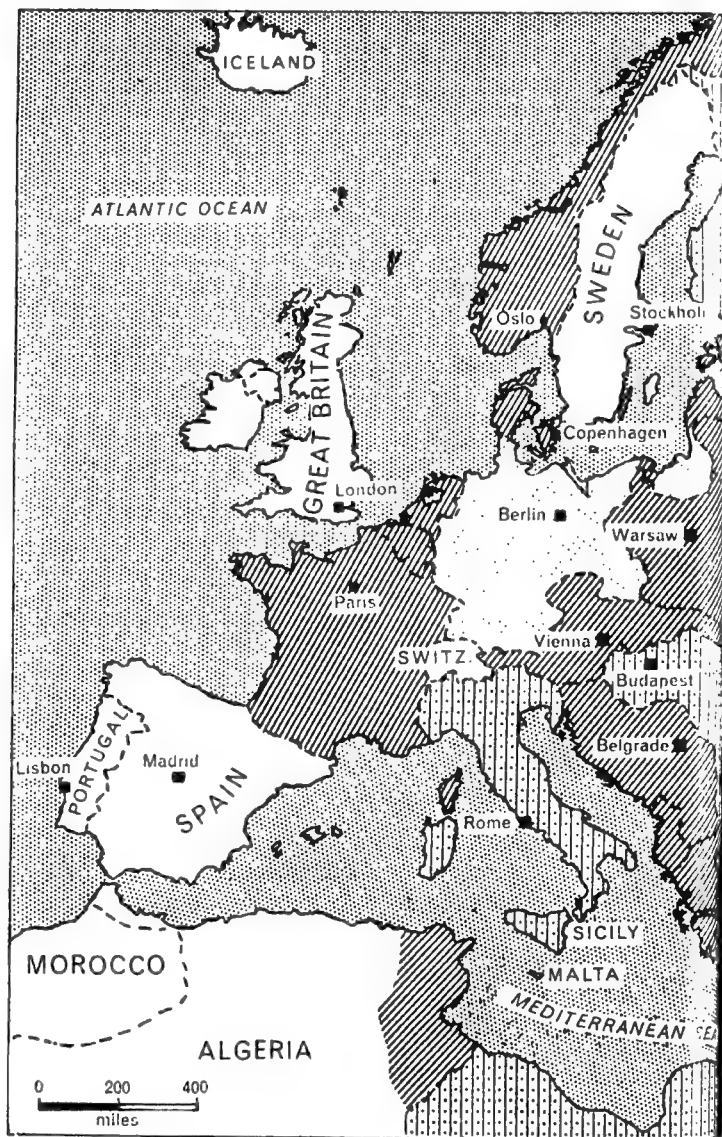 ICELAND
ATLANTIC OCEAN
SWEDEN
Oslo
Stockhol
GREAT BRITAIN
Copenhagen
London
Berlin
Warsaw
Paris
SWITZ.
Vienna
Budapest
PORTUGAL
Lisbon
Madrid
SPAIN
Belgrade
Rome
SICILY
MALTA
MEDITERRANEAN SEA
MOROCCO
ALGERIA
0 200 400
miles